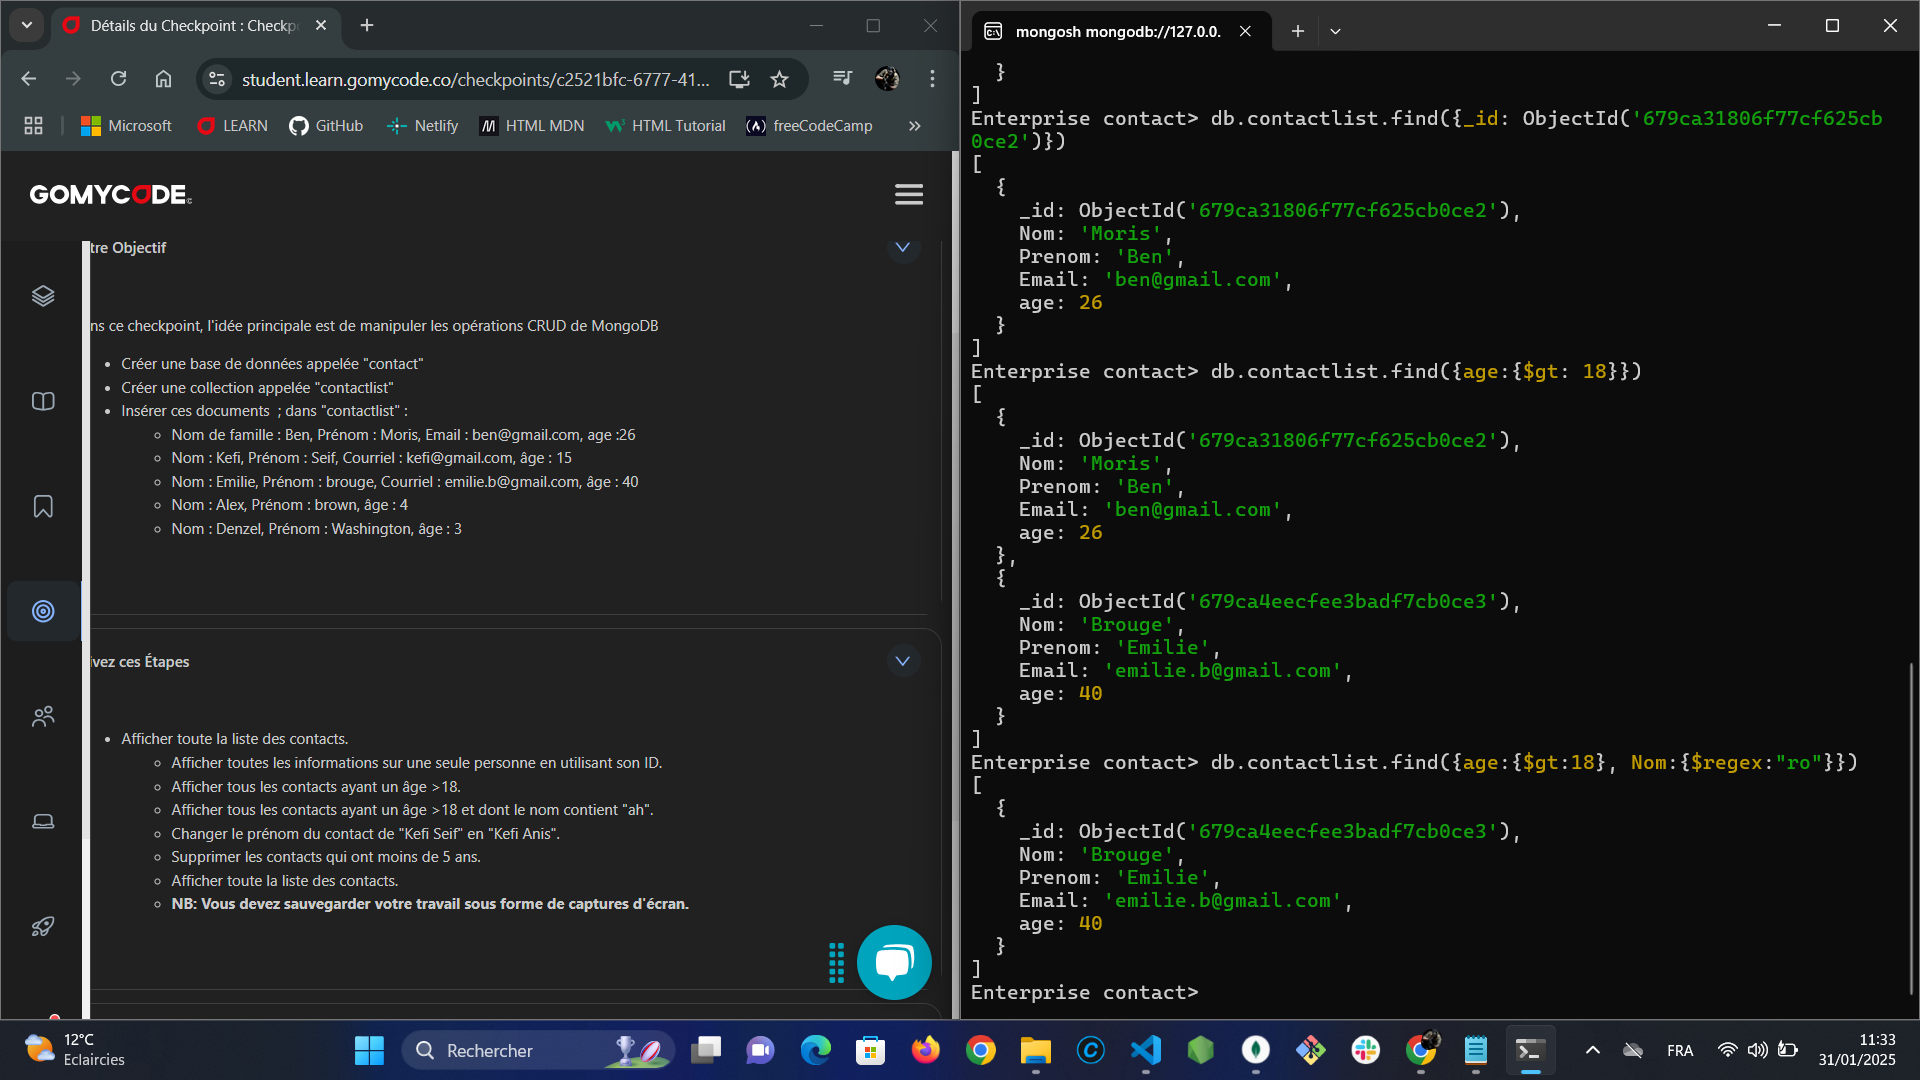 Détails du Checkpoint : Checkp
student.learn.gomycode.co/checkpoints/c2521bfc-6777-41...
Microsoft
LEARN
GitHub
Netlify
HTML MDN
HTML Tutorial
freeCodeCamp
GOMYCODE
tre Objectif
ns ce checkpoint, l'idée principale est de manipuler les opérations CRUD de MongoDB
Créer une base de données appelée "contact"
Créer une collection appelée "contactlist"
Insérer ces documents  ; dans "contactlist" :
Nom de famille : Ben, Prénom : Moris, Email : ben@gmail.com, age :26
Nom : Kefi, Prénom : Seif, Courriel : kefi@gmail.com, âge : 15
Nom : Emilie, Prénom : brouge, Courriel : emilie.b@gmail.com, âge : 40
Nom : Alex, Prénom : brown, âge : 4
Nom : Denzel, Prénom : Washington, âge : 3
ivez ces Étapes
Afficher toute la liste des contacts.
Afficher toutes les informations sur une seule personne en utilisant son ID.
Afficher tous les contacts ayant un âge >18.
Afficher tous les contacts ayant un âge >18 et dont le nom contient "ah".
Changer le prénom du contact de "Kefi Seif" en "Kefi Anis".
Supprimer les contacts qui ont moins de 5 ans.
Afficher toute la liste des contacts.
NB: Vous devez sauvegarder votre travail sous forme de captures d'écran.
mongosh mongodb://127.0.0.
}
]
Enterprise contact> db.contactlist.find({_id: ObjectId('679ca31806f77cf625cb
0ce2')})
[
{
_id: ObjectId('679ca31806f77cf625cb0ce2'),
Nom: 'Moris',
Prenom: 'Ben',
Email: 'ben@gmail.com',
age: 26
}
]
Enterprise contact> db.contactlist.find({age:{$gt: 18}})
[
{
_id: ObjectId('679ca31806f77cf625cb0ce2'),
Nom: 'Moris',
Prenom: 'Ben',
Email: 'ben@gmail.com',
age: 26
},
{
_id: ObjectId('679ca4eecfee3badf7cb0ce3'),
Nom: 'Brouge',
Prenom: 'Emilie',
Email: 'emilie.b@gmail.com',
age: 40
}
]
Enterprise contact> db.contactlist.find({age:{$gt:18}, Nom:{$regex:"ro"}})
[
{
_id: ObjectId('679ca4eecfee3badf7cb0ce3'),
Nom: 'Brouge',
Prenom: 'Emilie',
Email: 'emilie.b@gmail.com',
age: 40
}
]
Enterprise contact>
12°C
Eclaircies
Rechercher
FRA
11:33
31/01/2025